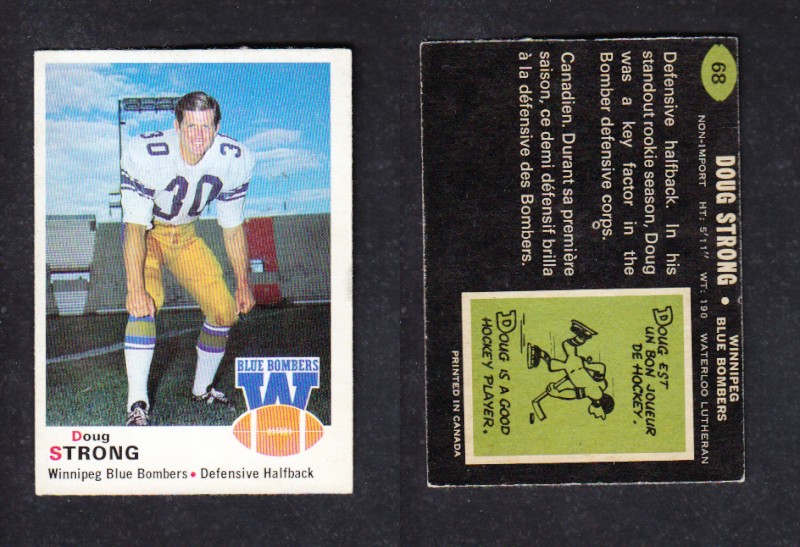 30
30
BLUE BOMBERS
W
Doug
STRONG
Winnipeg Blue Bombers • Defensive Halfback
68
DOUG STRONG • WINNIPEG
BLUE BOMBERS
NON-IMPORT HT: 5'11" WT: 190 WATERLOO LUTHERAN
Defensive halfback. In his
standout rookie season, Doug
was a key factor in the
Bomber defensive corps.
Canadien. Durant sa première
saison, ce demi défensif brilla
à la défensive des Bombers.
DOUG EST
UN BON JOUEUR
DE HOCKEY.
DOUG IS A GOOD
HOCKEY PLAYER.
PRINTED IN CANADA